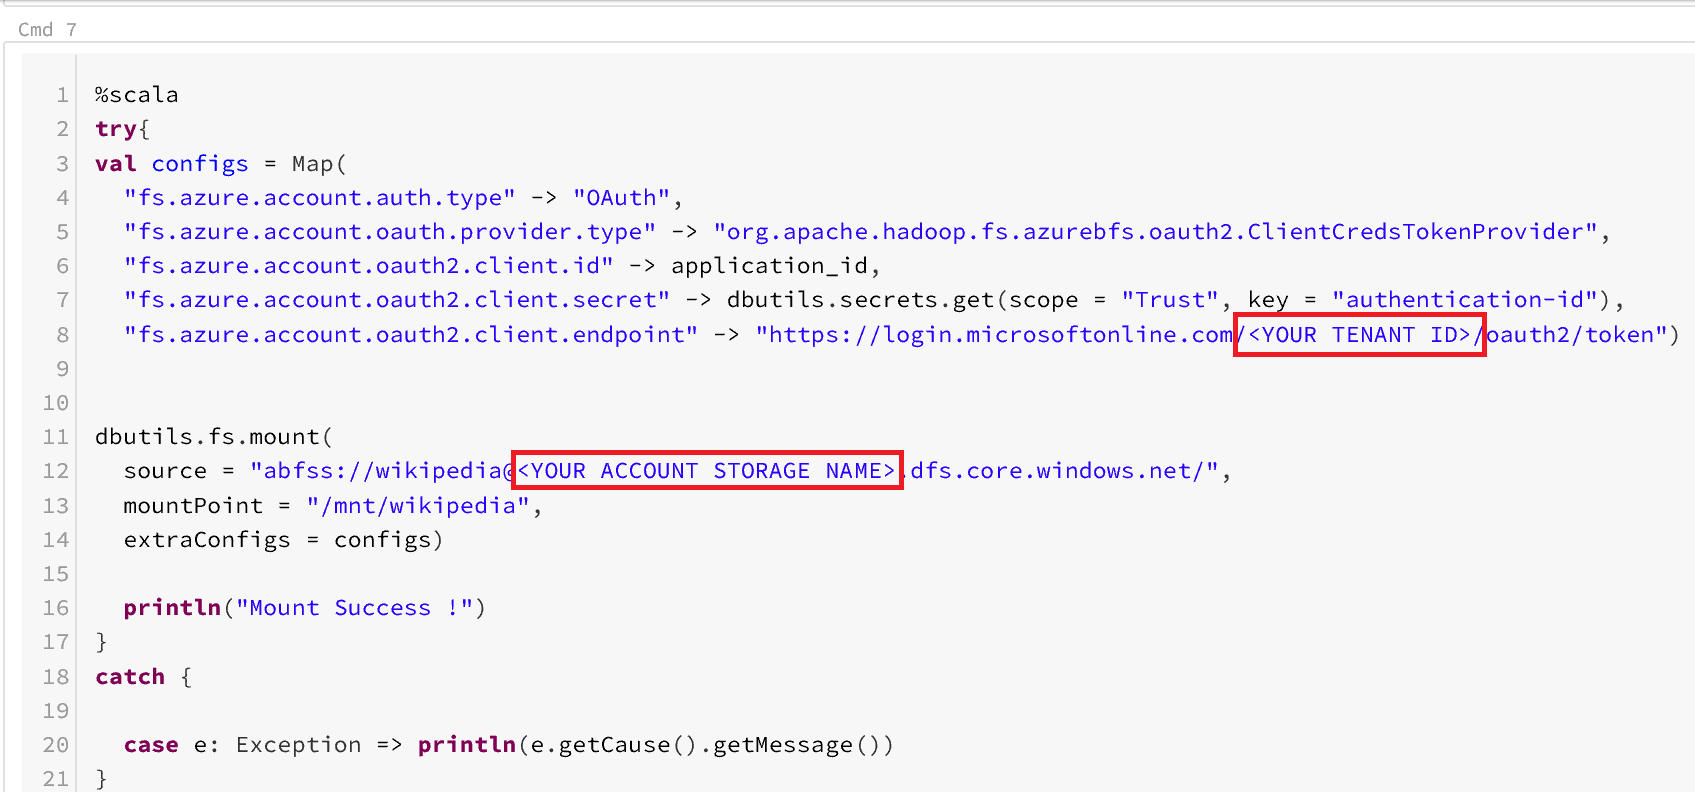 Cmd 7
1 %scala
2 try{
3 val configs = Map(
4 "fs.azure.account.auth.type" -> "OAuth",
5 "fs.azure.account.oauth.provider.type" -> "org.apache.hadoop.fs.azurebfs.oauth2.ClientCredsTokenProvider",
6 "fs.azure.account.oauth2.client.id" -> application_id,
7 "fs.azure.account.oauth2.client.secret" -> dbutils.secrets.get(scope = "Trust", key = "authentication-id"),
8 "fs.azure.account.oauth2.client.endpoint" -> "https://login.microsoftonline.com/<YOUR TENANT ID>/oauth2/token")
9
10
11 dbutils.fs.mount(
12 source = "abfss://wikipedia@<YOUR ACCOUNT STORAGE NAME>.dfs.core.windows.net/",
13 mountPoint = "/mnt/wikipedia",
14 extraConfigs = configs)
15
16 println("Mount Success !")
17 }
18 catch {
19
20 case e: Exception => println(e.getCause().getMessage())
21 }